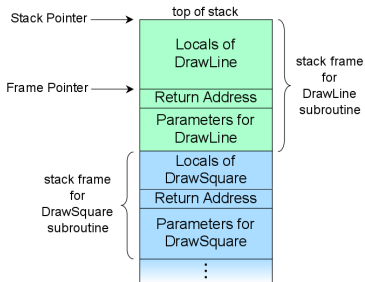 top of stack
Stack Pointer
Locals of
DrawLine
Frame Pointer
Return Address
Parameters for
DrawLine
stack frame
for
DrawLine
subroutine
Locals of
DrawSquare
Return Address
Parameters for
DrawSquare
stack frame
for
DrawSquare
subroutine
⋮